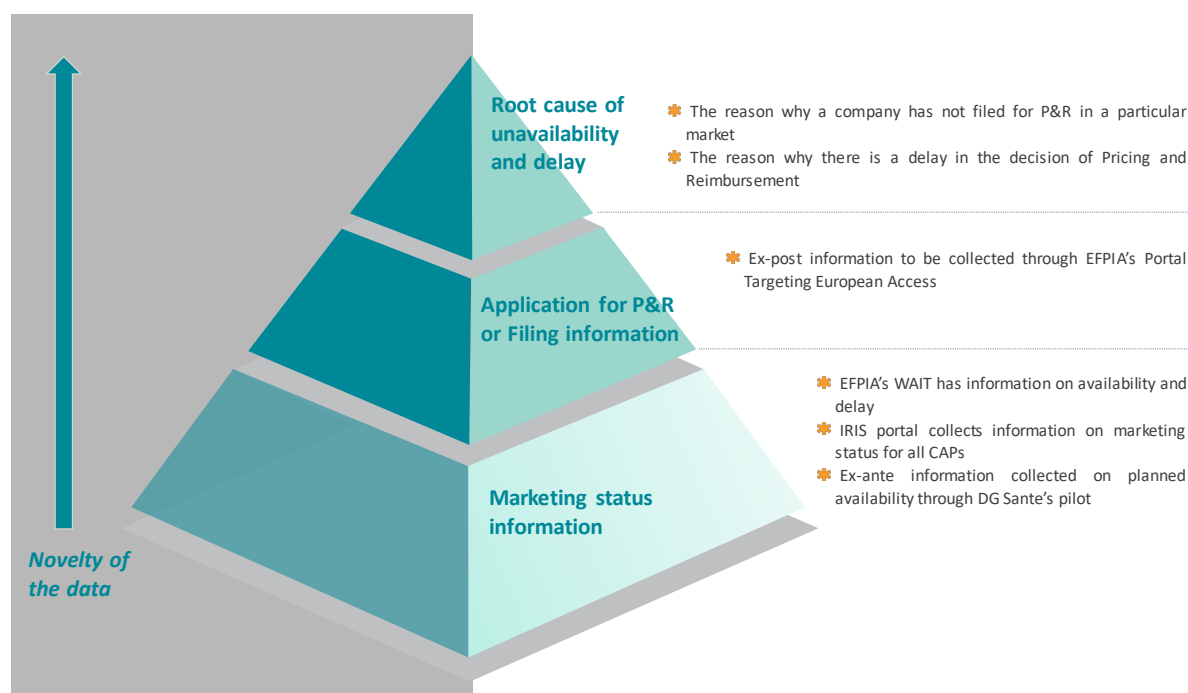 Root cause of
unavailability
and delay
The reason why a company has not filed for P&R in a particular
market
The reason why there is a delay in the decision of Pricing and
Reimbursement
Application for P&R
or Filing information
Ex-post information to be collected through EFPIA's Portal
Targeting European Access
Marketing status
information
EFPIA's WAIT has information on availability and
delay
IRIS portal collects information on marketing
status for all CAPs
Ex-ante information collected on planned
availability through DG Sante's pilot
Novelty of
the data